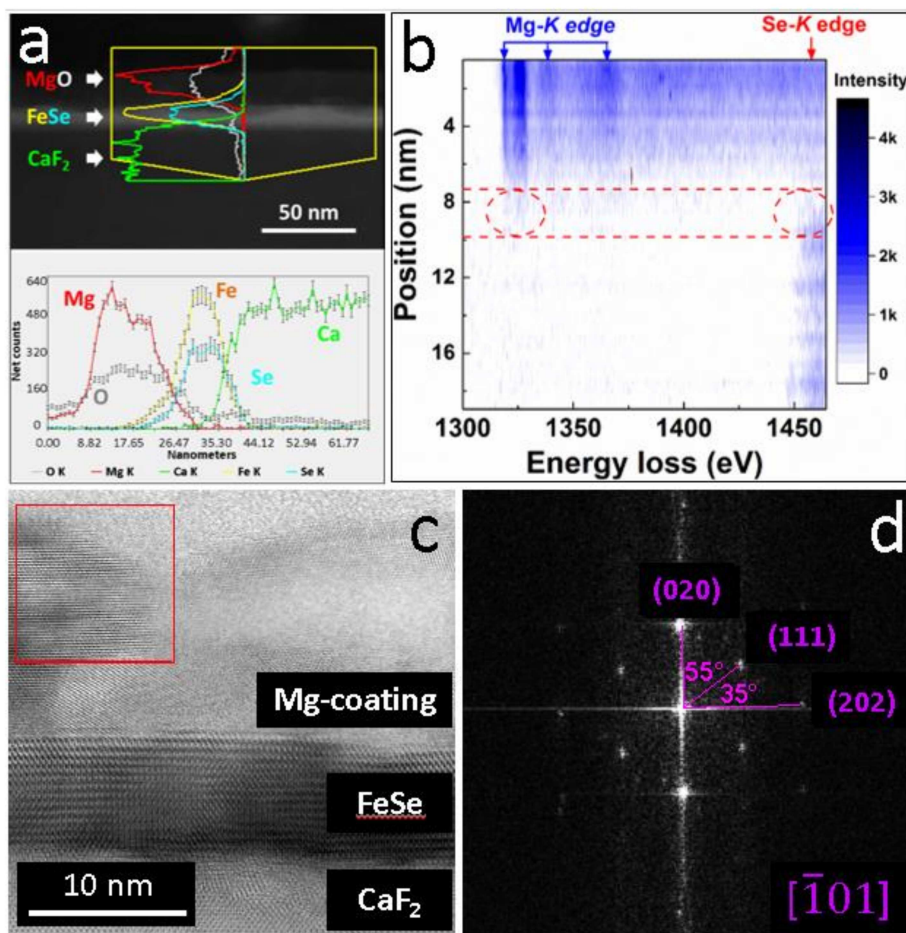 a
MgO
FeSe
CaF₂
50 nm
640
480
320
160
0
Net counts
Mg
Fe
Ca
O
Se
0.00 8.82 17.65 26.47 35.30 44.12 52.94 61.77
Nanometers
O K Mg K Ca K Fe K Se K
b
Mg-K edge
Se-K edge
Intensity
4k
3k
2k
1k
0
Position (nm)
4
8
12
16
1300 1350 1400 1450
Energy loss (eV)
c
Mg-coating
FeSe
CaF₂
10 nm
d
(020)
(111)
55°
35°
(202)
[1̄01]